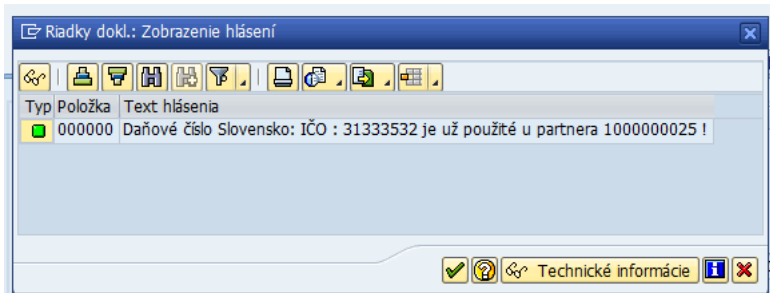 Riadky dokl.: Zobrazenie hlásení
Typ Položka Text hlásenia
000000 Daňové číslo Slovensko: IČO : 31333532 je už použité u partnera 1000000025 !
Technické informácie